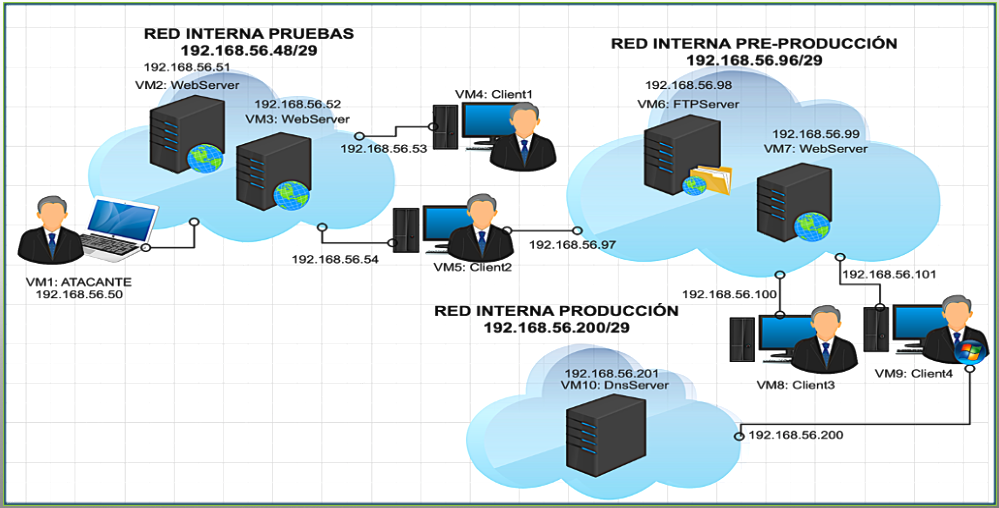 RED INTERNA PRUEBAS
192.168.56.48/29
192.168.56.51
VM2: WebServer
192.168.56.52
VM3: WebServer
VM4: Client1
192.168.56.53
RED INTERNA PRE-PRODUCCIÓN
192.168.56.96/29
192.168.56.98
VM6: FTPServer
192.168.56.99
VM7: WebServer
192.168.56.54
VM5: Client2
192.168.56.97
VM1: ATACANTE
192.168.56.50
192.168.56.100
192.168.56.101
VM8: Client3
VM9: Client4
RED INTERNA PRODUCCIÓN
192.168.56.200/29
192.168.56.201
VM10: DnsServer
192.168.56.200